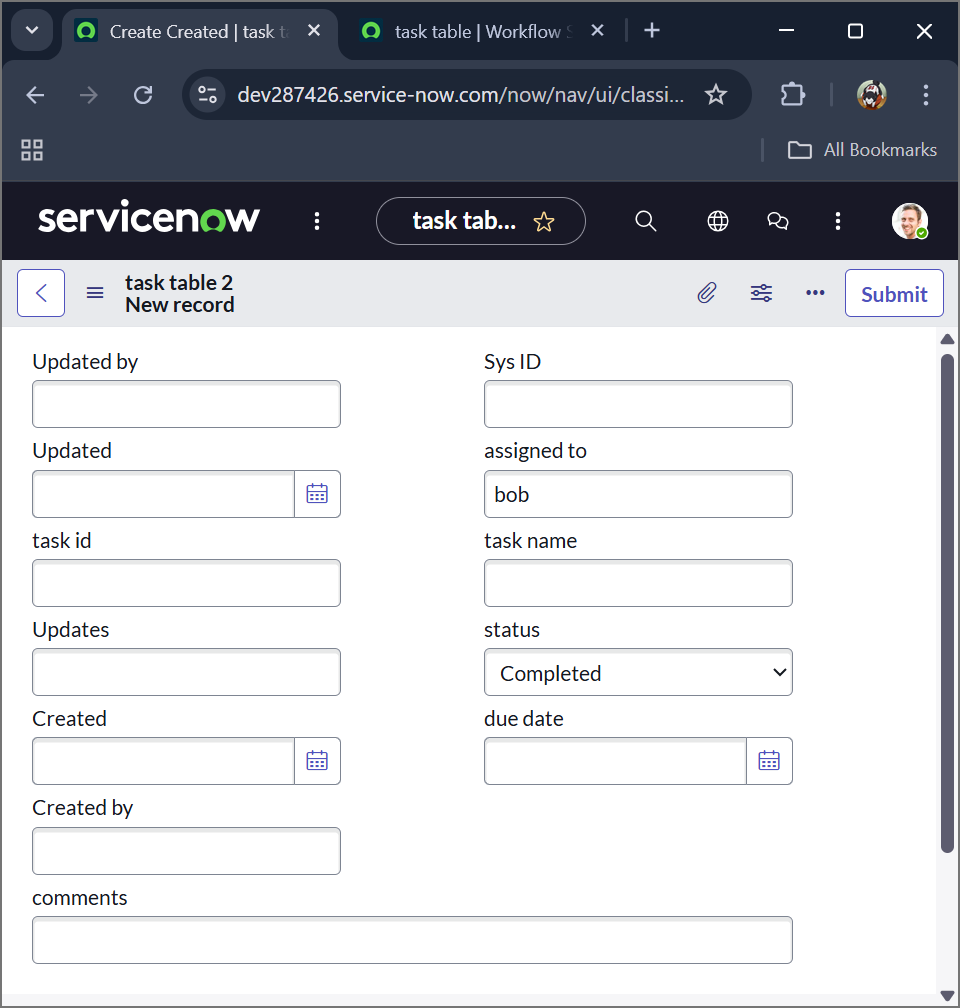 Create Created | task t
task table | Workflow S
dev287426.service-now.com/now/nav/ui/classi...
All Bookmarks
servicenow
task tab...
task table 2
New record
Submit
Updated by
Sys ID
Updated
assigned to
bob
task id
task name
Updates
status
Completed
Created
due date
Created by
comments